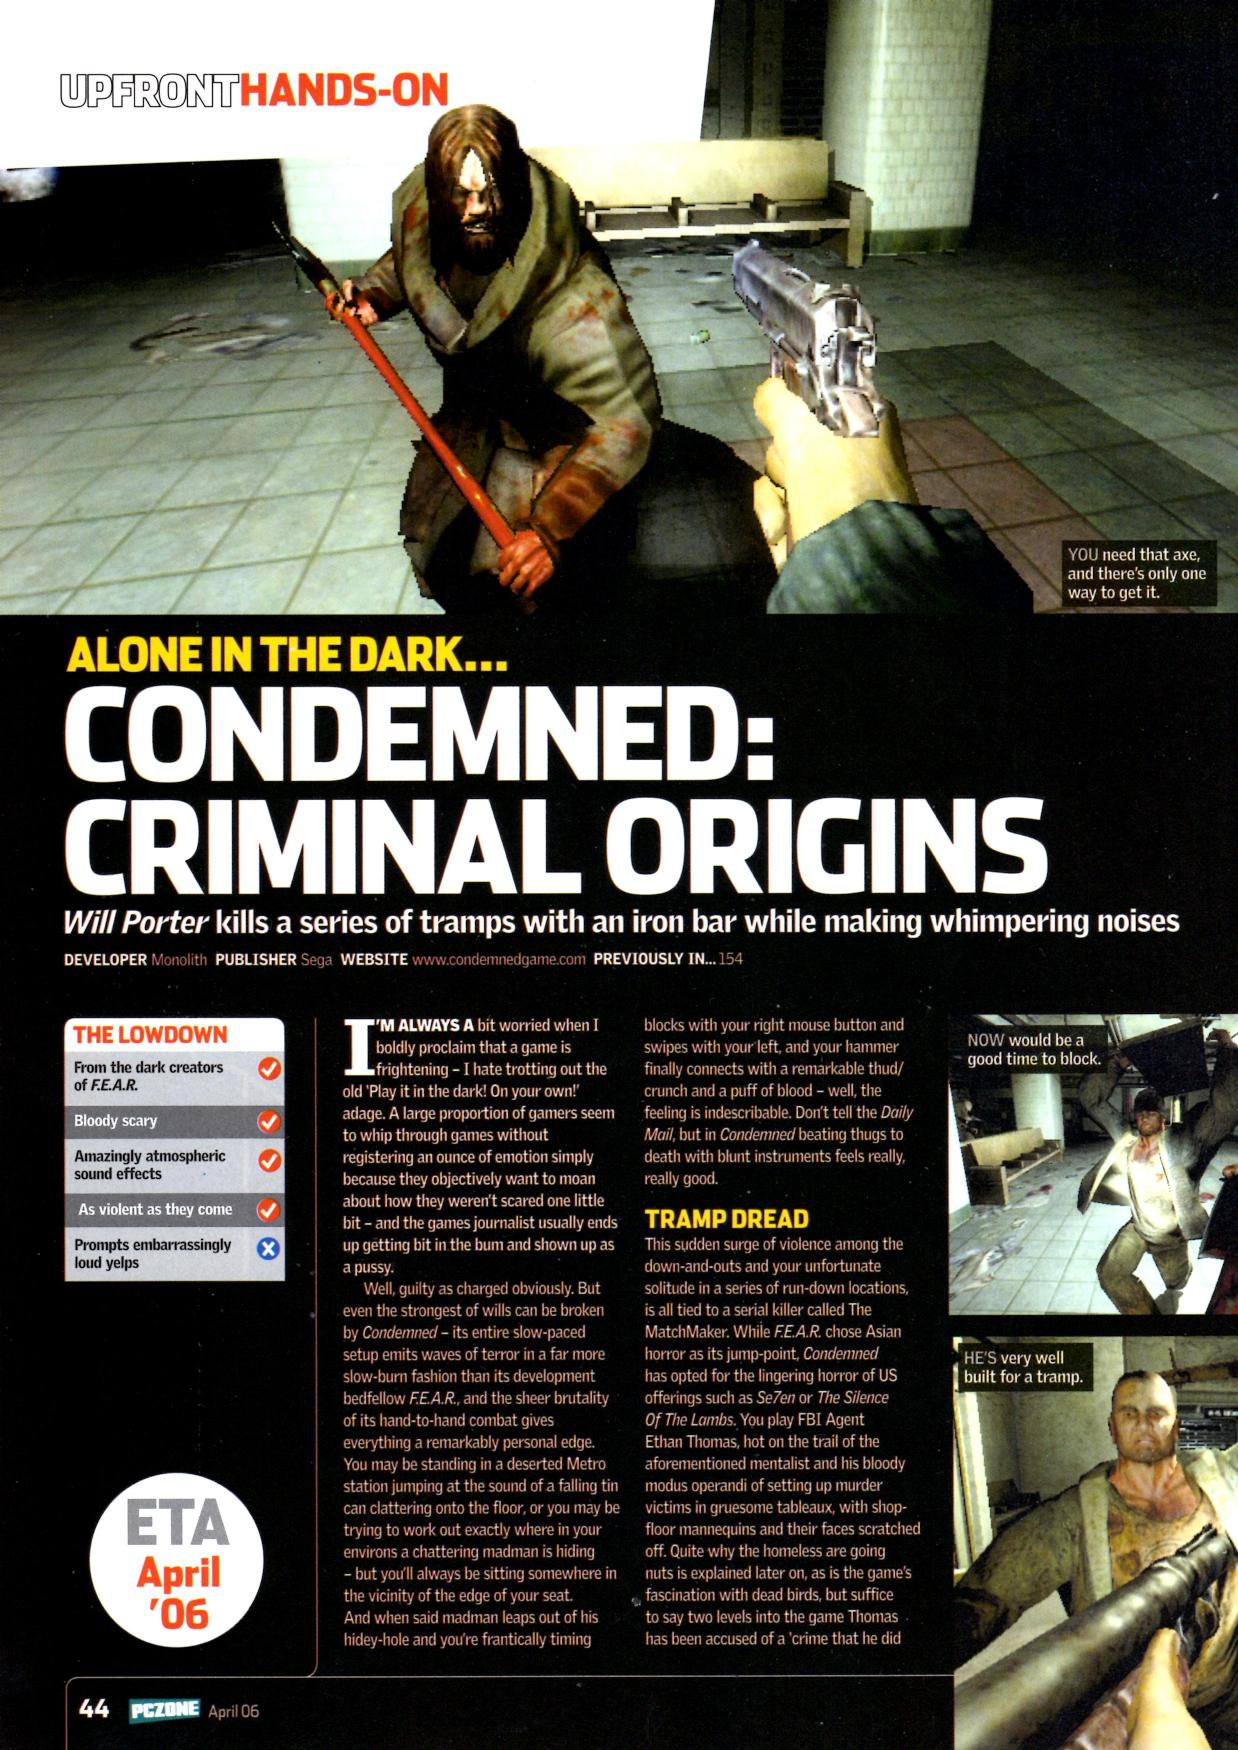 UPFRONTHANDS-ON
YOU need that axe,
and there's only one
way to get it.
ALONE IN THE DARK...
CONDEMNED:
CRIMINAL ORIGINS
Will Porter kills a series of tramps with an iron bar while making whimpering noises
DEVELOPER Monolith PUBLISHER Sega WEBSITE www.condemnedgame.com PREVIOUSLY IN... 154
THE LOWDOWN
From the dark creators
of F.E.A.R.
Bloody scary
Amazingly atmospheric
sound effects
As violent as they come
Prompts embarrassingly
loud yelps
ETA
April
'06
I'M ALWAYS A bit worried when I
boldly proclaim that a game is
frightening – I hate trotting out the
old 'Play it in the dark! On your own!'
adage. A large proportion of gamers seem
to whip through games without
registering an ounce of emotion simply
because they objectively want to moan
about how they weren't scared one little
bit – and the games journalist usually ends
up getting bit in the bum and shown up as
a pussy.
Well, guilty as charged obviously. But
even the strongest of wills can be broken
by Condemned – its entire slow-paced
setup emits waves of terror in a far more
slow-burn fashion than its development
bedfellow F.E.A.R., and the sheer brutality
of its hand-to-hand combat gives
everything a remarkably personal edge.
You may be standing in a deserted Metro
station jumping at the sound of a falling tin
can clattering onto the floor, or you may be
trying to work out exactly where in your
environs a chattering madman is hiding
– but you'll always be sitting somewhere in
the vicinity of the edge of your seat.
And when said madman leaps out of his
hidey-hole and you're frantically timing
blocks with your right mouse button and
swipes with your left, and your hammer
finally connects with a remarkable thud/
crunch and a puff of blood – well, the
feeling is indescribable. Don't tell the Daily
Mail, but in Condemned beating thugs to
death with blunt instruments feels really,
really good.
TRAMP DREAD
This sudden surge of violence among the
down-and-outs and your unfortunate
solitude in a series of run-down locations,
is all tied to a serial killer called The
MatchMaker. While F.E.A.R. chose Asian
horror as its jump-point, Condemned
has opted for the lingering horror of US
offerings such as Se7en or The Silence
Of The Lambs. You play FBI Agent
Ethan Thomas, hot on the trail of the
aforementioned mentalist and his bloody
modus operandi of setting up murder
victims in gruesome tableaux, with shop-
floor mannequins and their faces scratched
off. Quite why the homeless are going
nuts is explained later on, as is the game's
fascination with dead birds, but suffice
to say two levels into the game Thomas
has been accused of a 'crime that he did
NOW would be a
good time to block.
HE'S very well
built for a tramp.
44 PCZONE April 06